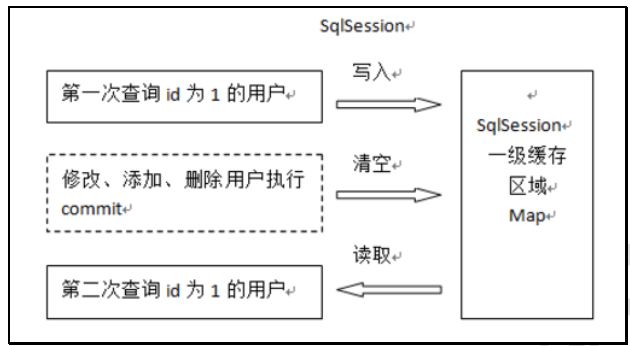 SqlSession
写入
第一次查询 id 为 1 的用户
SqlSession
一级缓存
区域
Map
清空
修改、添加、删除用户执行
commit
读取
第二次查询 id 为 1 的用户